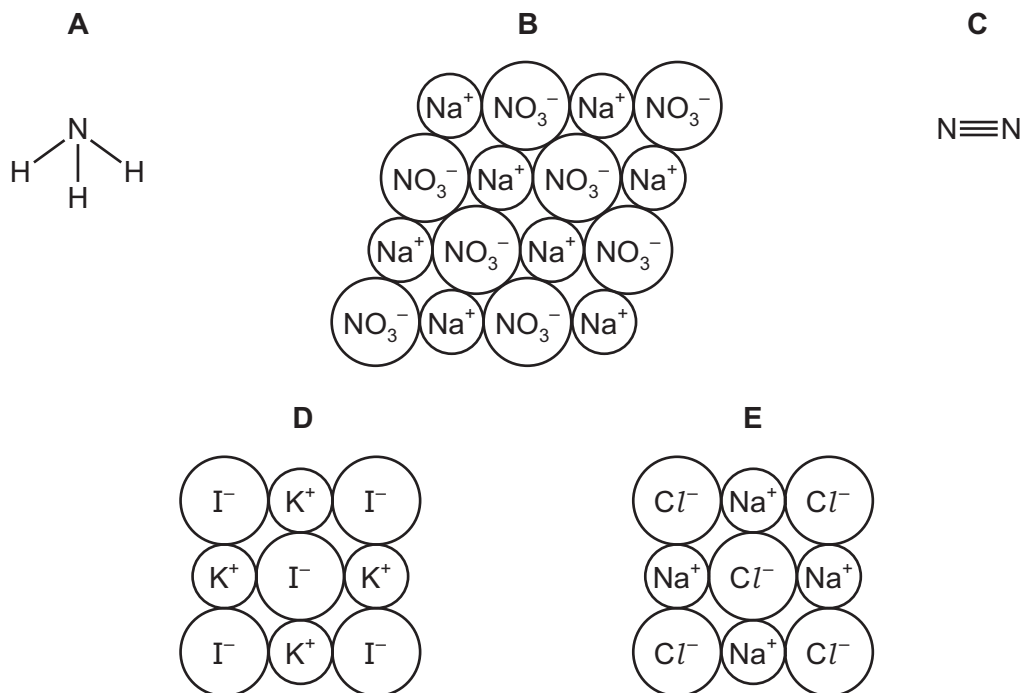 A B C
Na⁺ NO₃⁻ Na⁺ NO₃⁻
NO₃⁻ Na⁺ NO₃⁻ Na⁺
Na⁺ NO₃⁻ Na⁺ NO₃⁻
NO₃⁻ Na⁺ NO₃⁻ Na⁺
N
H H
H
N≡N
D E
I⁻ K⁺ I⁻
K⁺ I⁻ K⁺
I⁻ K⁺ I⁻
Cl⁻ Na⁺ Cl⁻
Na⁺ Cl⁻ Na⁺
Cl⁻ Na⁺ Cl⁻